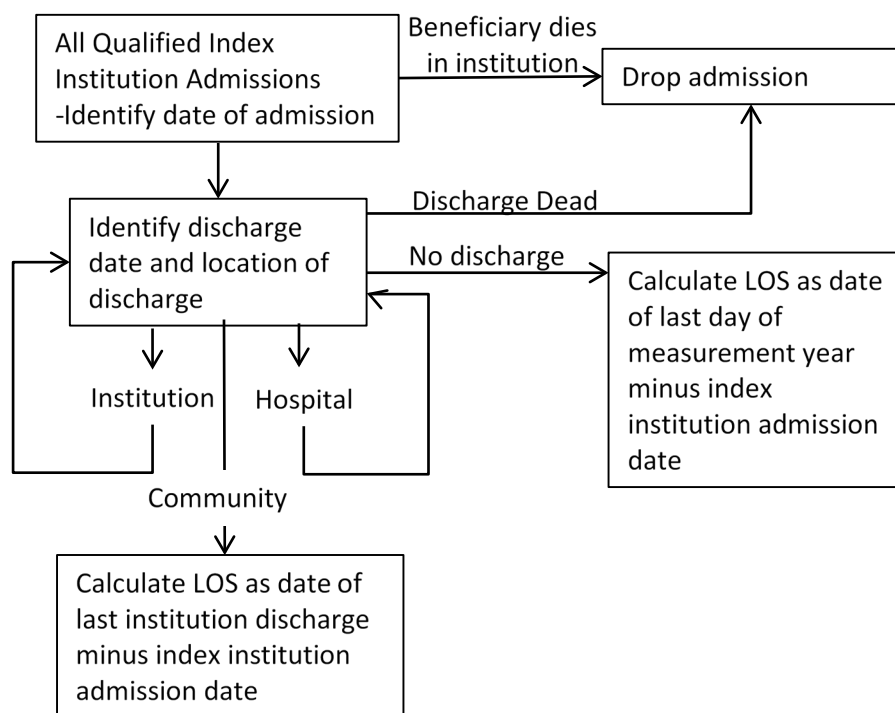 All Qualified Index
Institution Admissions
-Identify date of admission
Beneficiary dies
in institution
Drop admission
Identify discharge
date and location of
discharge
Discharge Dead
No discharge
Calculate LOS as date
of last day of
measurement year
minus index
institution admission
date
Institution
Hospital
Community
Calculate LOS as date of
last institution discharge
minus index institution
admission date